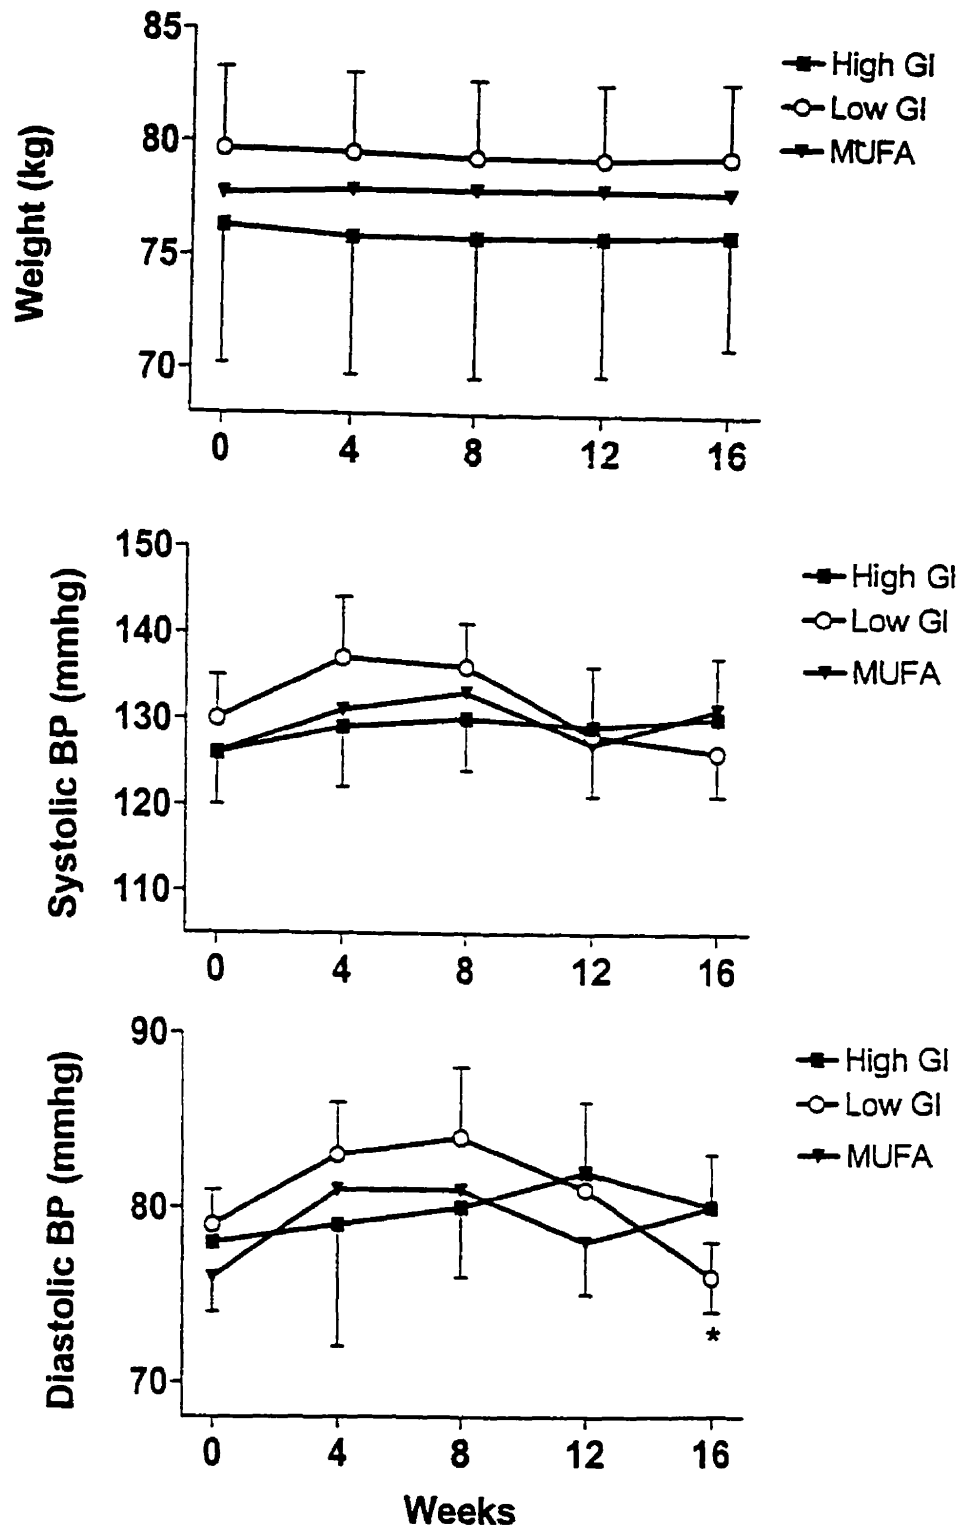 85
80
75
70
Weight (kg)
High GI
Low GI
MUFA
0 4 8 12 16
150
140
130
120
110
Systolic BP (mmhg)
High GI
Low GI
MUFA
0 4 8 12 16
90
80
70
Diastolic BP (mmhg)
High GI
Low GI
MUFA
*
0 4 8 12 16
Weeks